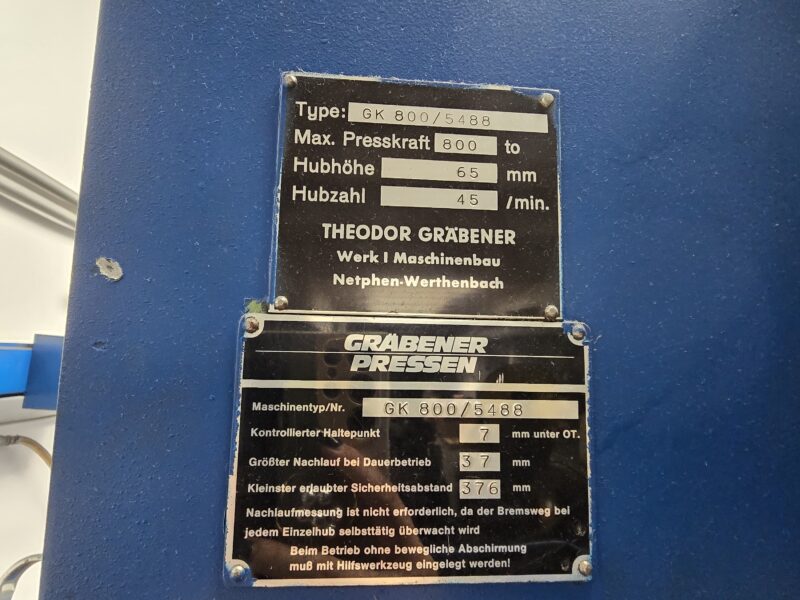 Type: GK 800/5488
Max. Presskraft 800 to
Hubhöhe 65 mm
Hubzahl 45 /min.
THEODOR GRÄBENER
Werk I Maschinenbau
Netphen-Werthenbach
GRÄBENER
PRESSEN
Maschinentyp/Nr. GK 800/5488
Kontrollierter Haltepunkt 7 mm unter OT.
Größter Nachlauf bei Dauerbetrieb 37 mm
Kleinster erlaubter Sicherheitsabstand 376 mm
Nachlaufmessung ist nicht erforderlich, da der Bremsweg bei
jedem Einzelhub selbsttätig überwacht wird
Beim Betrieb ohne bewegliche Abschirmung
muß mit Hilfswerkzeug eingelegt werden!